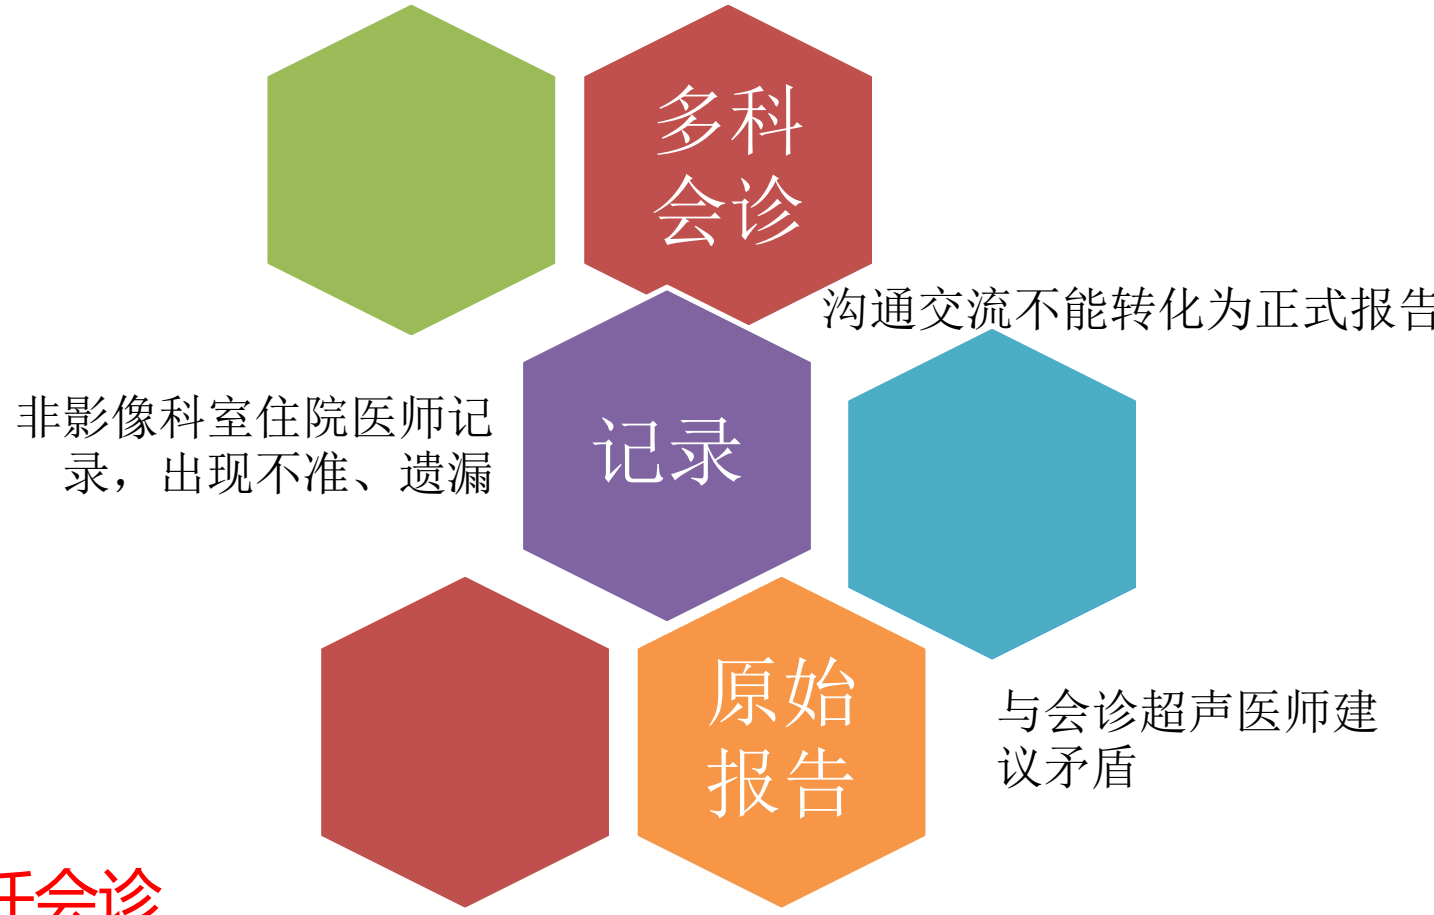 多科
会诊
沟通交流不能转化为正式报告
非影像科室住院医师记
录，出现不准、遗漏
记录
原始
报告
与会诊超声医师建
议矛盾
会诊